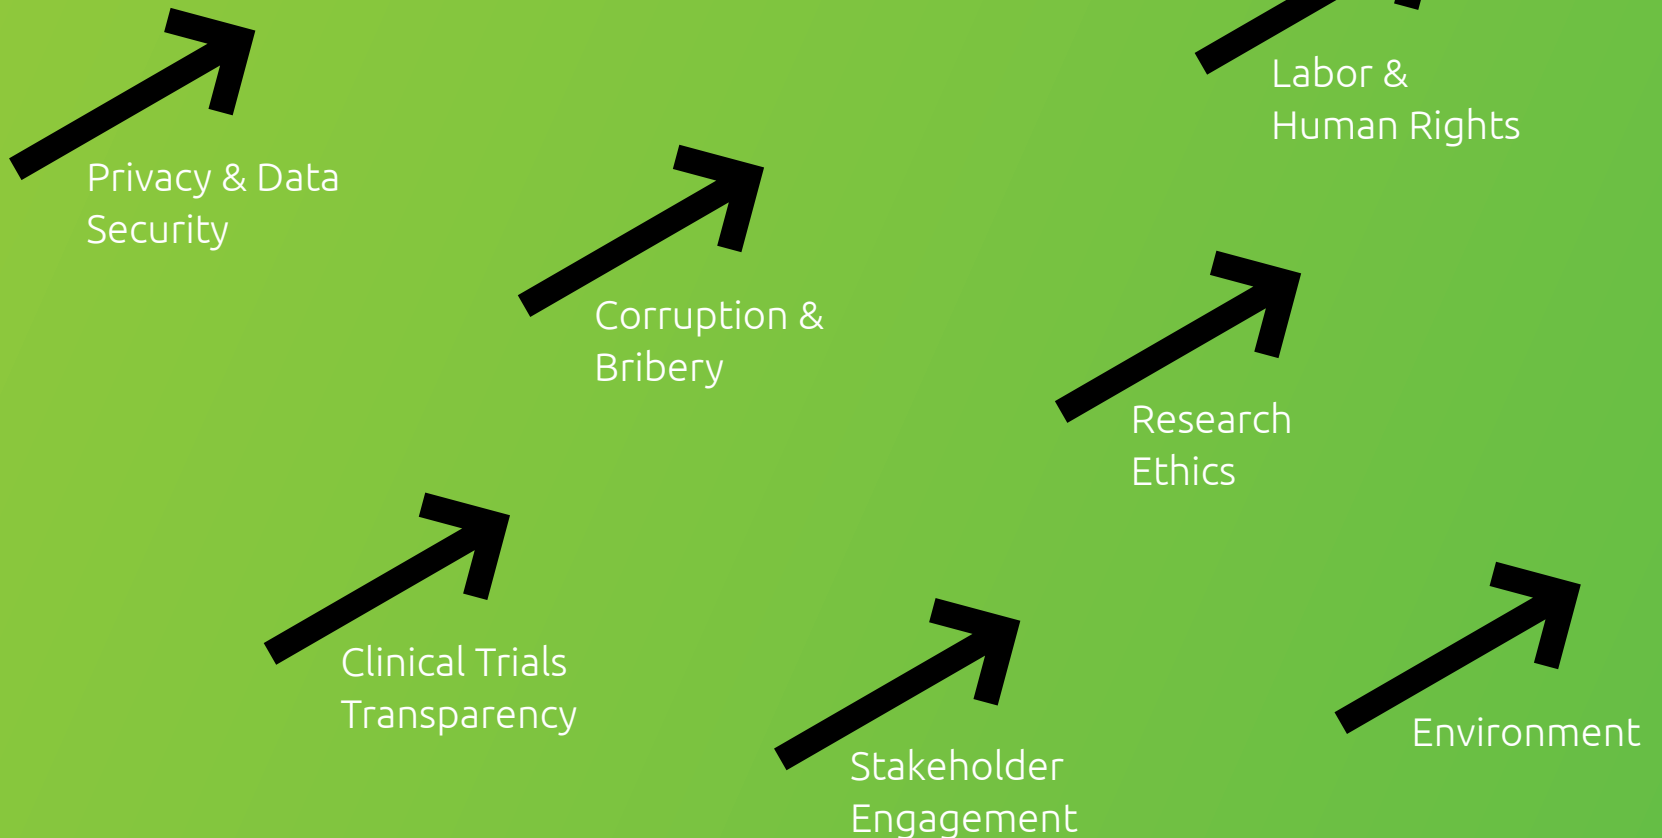 Labor &
Human Rights
Privacy & Data
Security
Corruption &
Bribery
Research
Ethics
Clinical Trials
Transparency
Environment
Stakeholder
Engagement